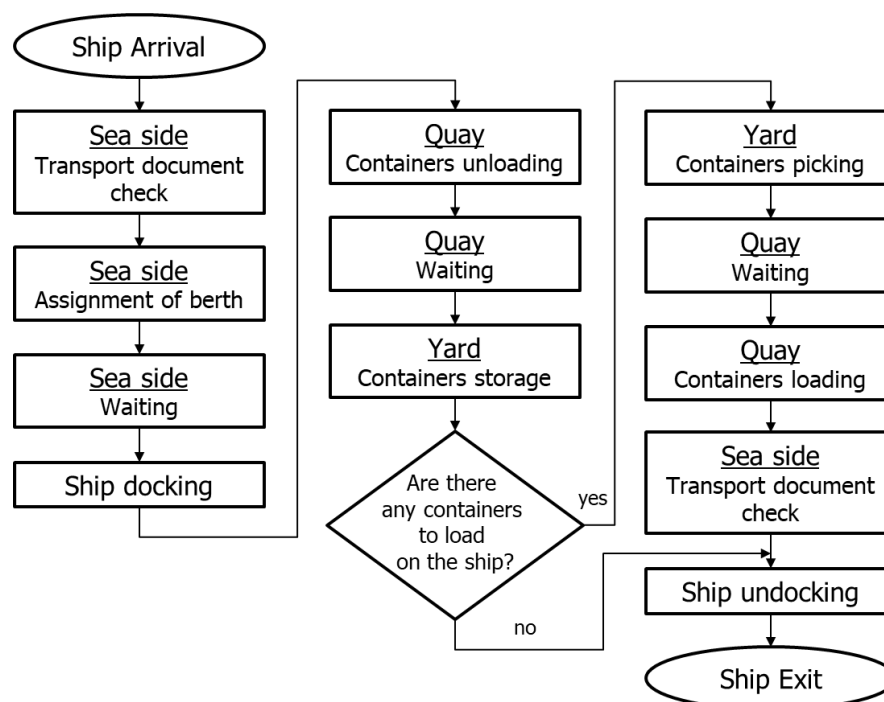 Ship Arrival
Sea side
Transport document
check
Sea side
Assignment of berth
Sea side
Waiting
Ship docking
Quay
Containers unloading
Quay
Waiting
Yard
Containers storage
Are there
any containers
to load
on the ship?
yes
no
Yard
Containers picking
Quay
Waiting
Quay
Containers loading
Sea side
Transport document
check
Ship undocking
Ship Exit